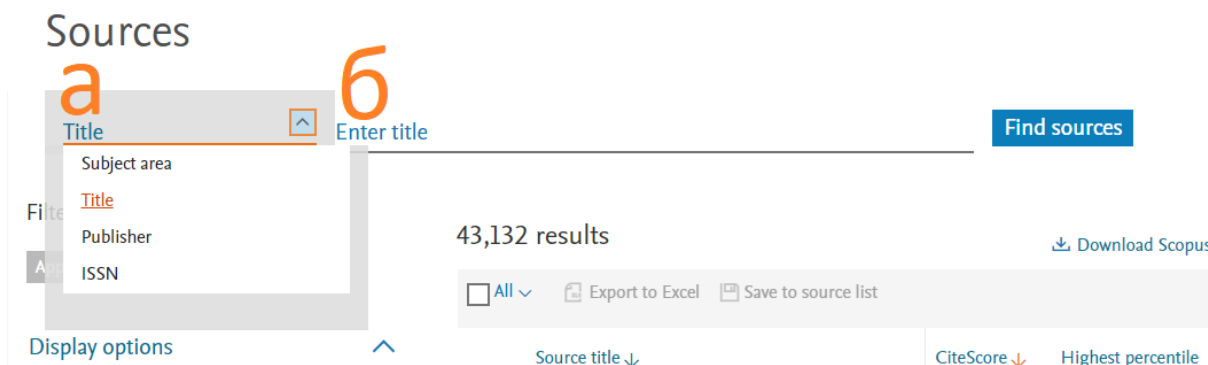 Sources
а б
Title Enter title Find sources
Subject area
Title
Publisher
ISSN
43,132 results
Download Scopus
All Export to Excel Save to source list
Display options
Source title CiteScore Highest percentile